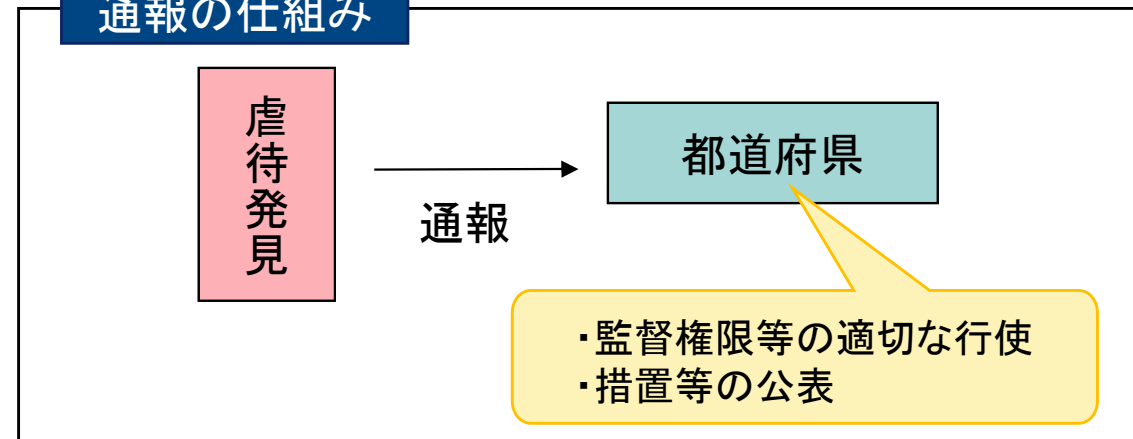 通報の仕組み
虐待発見
通報
都道府県
・監督権限等の適切な行使
・措置等の公表